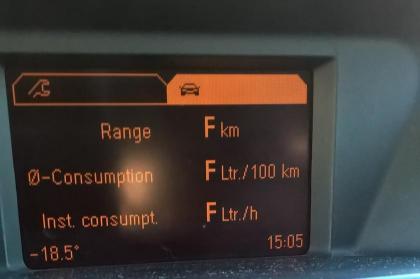 Range F km
Ø-Consumption F Ltr./100 km
Inst. consumpt. F Ltr./h
-18.5° 15:05